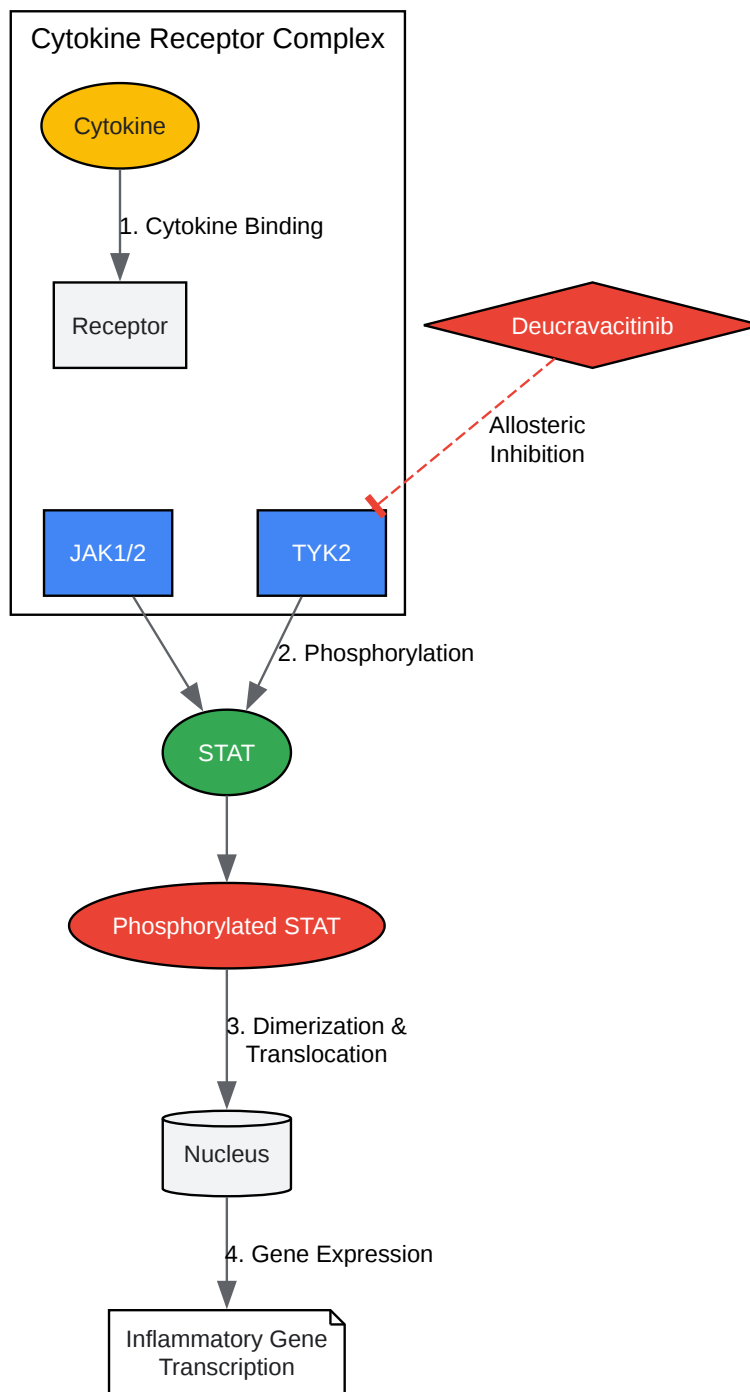 Cytokine Receptor Complex
Cytokine
1. Cytokine Binding
Receptor
Deucravacitinib
Allosteric
Inhibition
JAK1/2
TYK2
2. Phosphorylation
STAT
Phosphorylated STAT
3. Dimerization &
Translocation
Nucleus
4. Gene Expression
Inflammatory Gene
Transcription